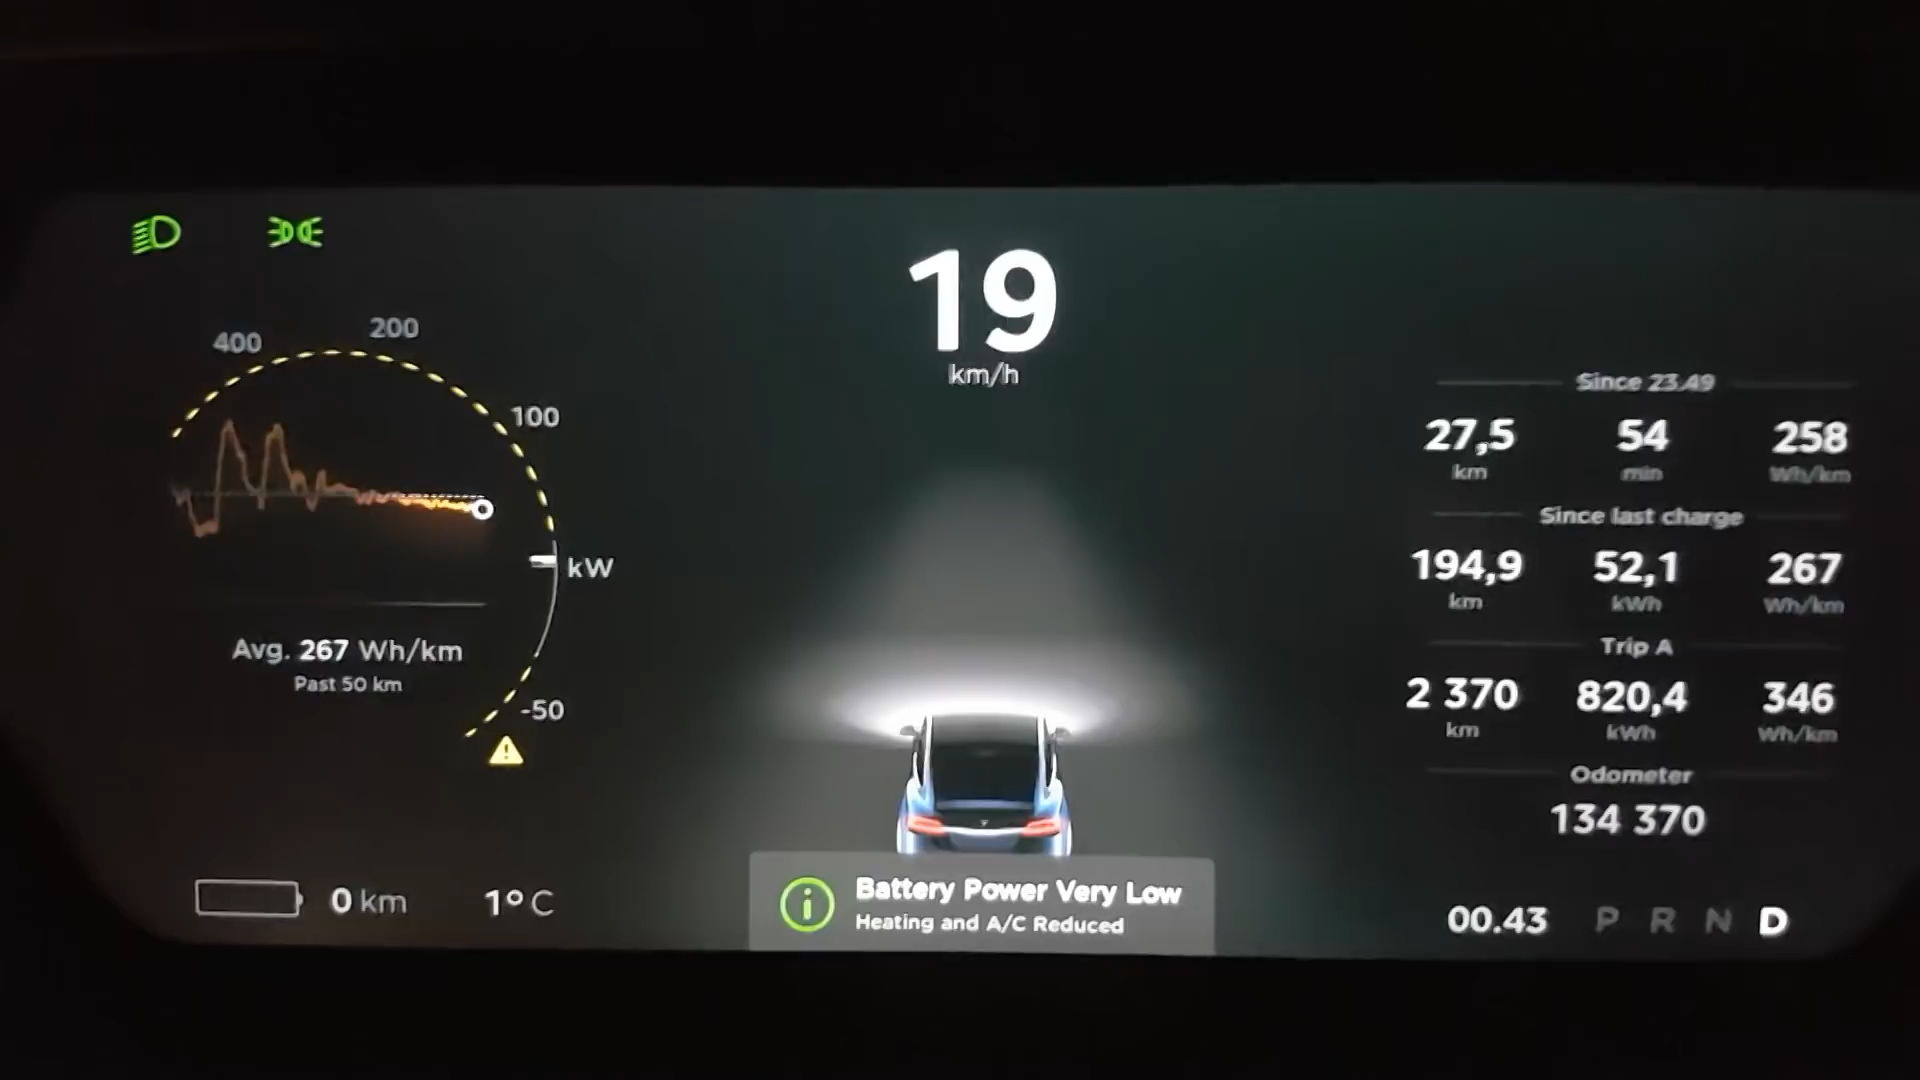 19
km/h
400
200
100
kW
-50
Avg. 267 Wh/km
Past 50 km
0 km
1° C
Battery Power Very Low
Heating and A/C Reduced
Since 23.49
27,5 54 258
km min Wh/km
Since last charge
194,9 52,1 267
km kWh Wh/km
Trip A
2 370 820,4 346
km kWh Wh/km
Odometer
134 370
00.43 P R N D